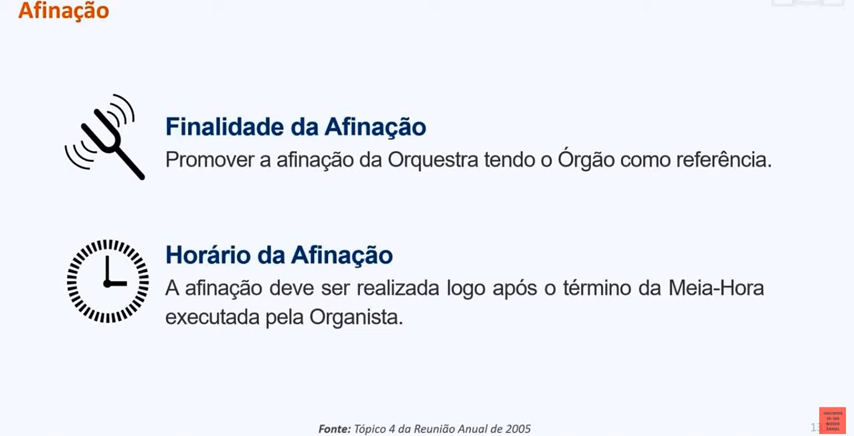 Afinação
Finalidade da Afinação
Promover a afinação da Orquestra tendo o Órgão como referência.
Horário da Afinação
A afinação deve ser realizada logo após o término da Meia-Hora
executada pela Organista.
Fonte: Tópico 4 da Reunião Anual de 2005